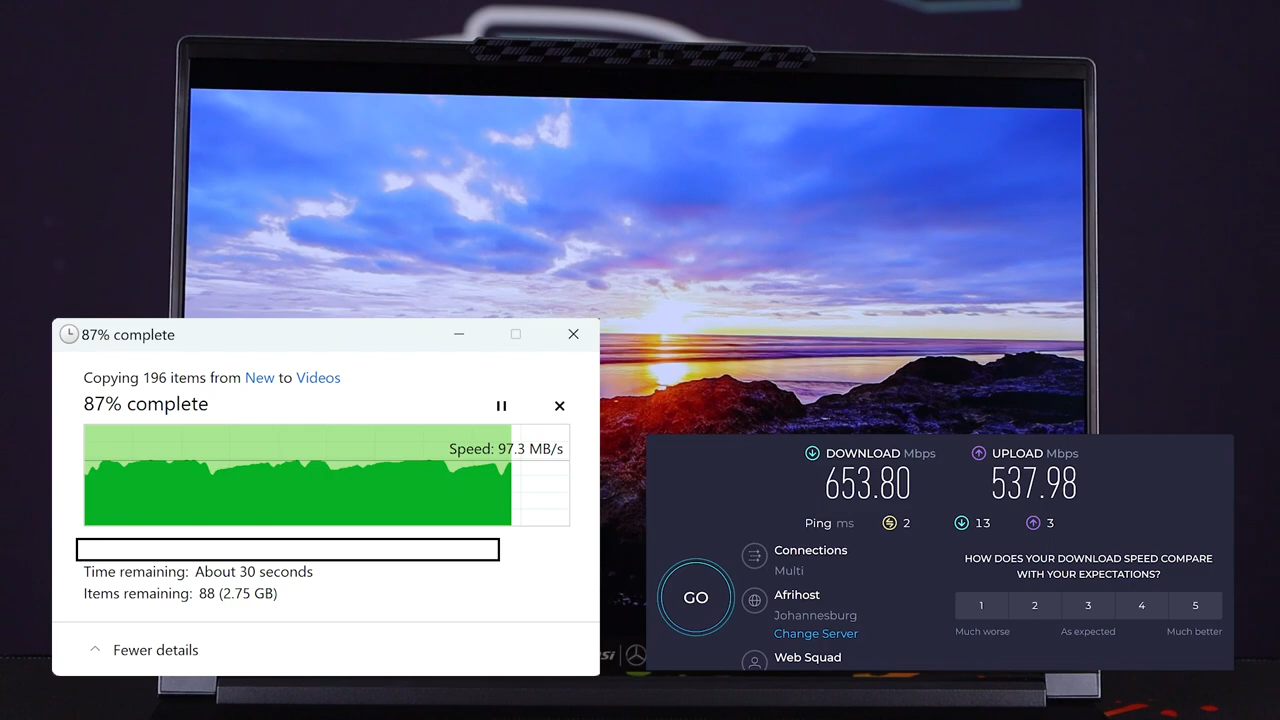 87% complete
Copying 196 items from New to Videos
87% complete
Speed: 97.3 MB/s
Time remaining: About 30 seconds
Items remaining: 88 (2.75 GB)
Fewer details
DOWNLOAD Mbps
653.80
UPLOAD Mbps
537.98
Ping ms 2 13 3
GO
Connections
Multi
Afrihost
Johannesburg
Change Server
Web Squad
HOW DOES YOUR DOWNLOAD SPEED COMPARE
WITH YOUR EXPECTATIONS?
1 2 3 4 5
Much worse As expected Much better